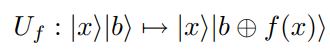 U_f : |x⟩|b⟩ ↦ |x⟩|b ⊕ f(x)⟩